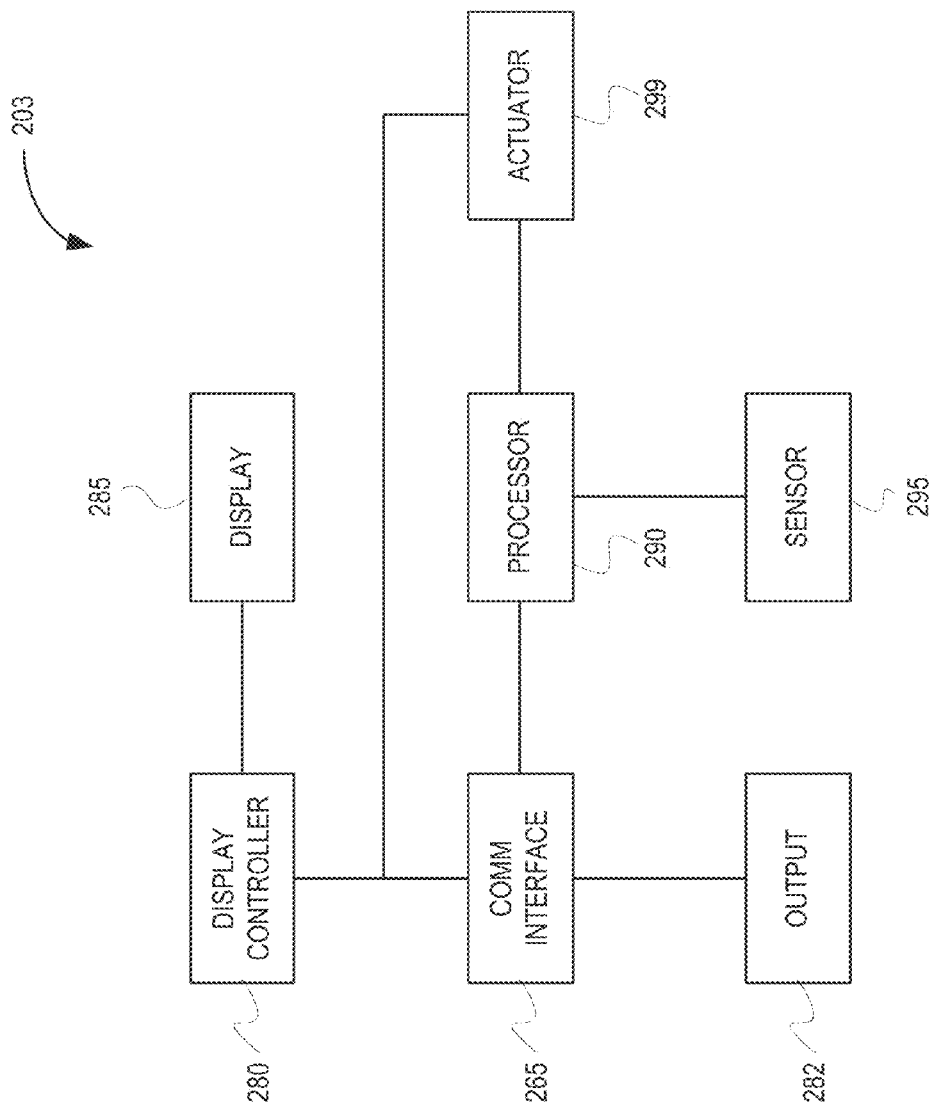 203
285
280
DISPLAY
CONTROLLER
DISPLAY
265
COMM
INTERFACE
PROCESSOR
ACTUATOR
290
299
282
OUTPUT
SENSOR
295